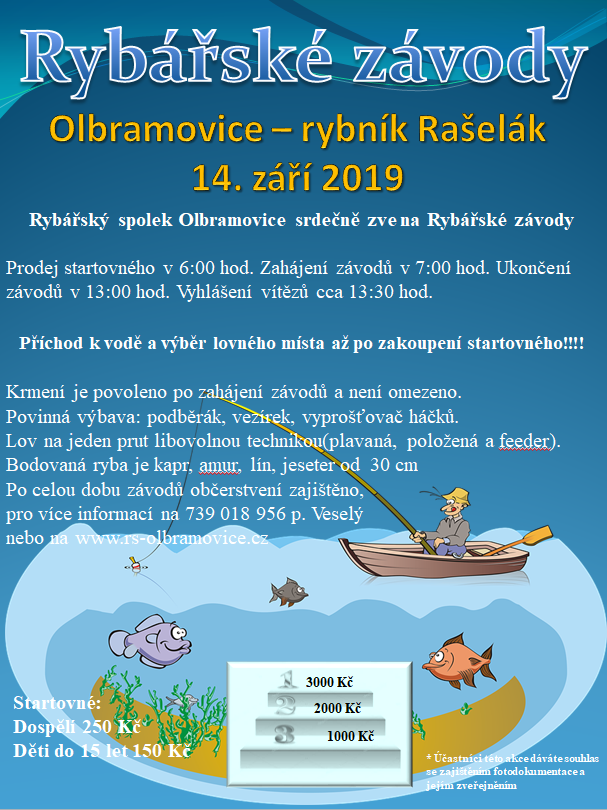 Rybářské závody
Olbramovice – rybník Rašelák
14. září 2019
Rybářský spolek Olbramovice srdečně zve na Rybářské závody
Prodej startovného v 6:00 hod. Zahájení závodů v 7:00 hod. Ukončení
závodů v 13:00 hod. Vyhlášení vítězů cca 13:30 hod.
Příchod k vodě a výběr lovného místa až po zakoupení startovného!!!!
Krmení je povoleno po zahájení závodů a není omezeno.
Povinná výbava: podběrák, vezírek, vyprošťovač háčků.
Lov na jeden prut libovolnou technikou(plavaná, položená a feeder).
Bodovaná ryba je kapr, amur, lín, jeseter od 30 cm
Po celou dobu závodů občerstvení zajištěno,
pro více informací na 739 018 956 p. Veselý
nebo na www.rs-olbramovice.cz
1 3000 Kč
2 2000 Kč
3 1000 Kč
Startovné:
Dospělí 250 Kč
Děti do 15 let 150 Kč
* Účastníci této akce dáváte souhlas
se zajištěním fotodokumentace a
jejím zveřejněním